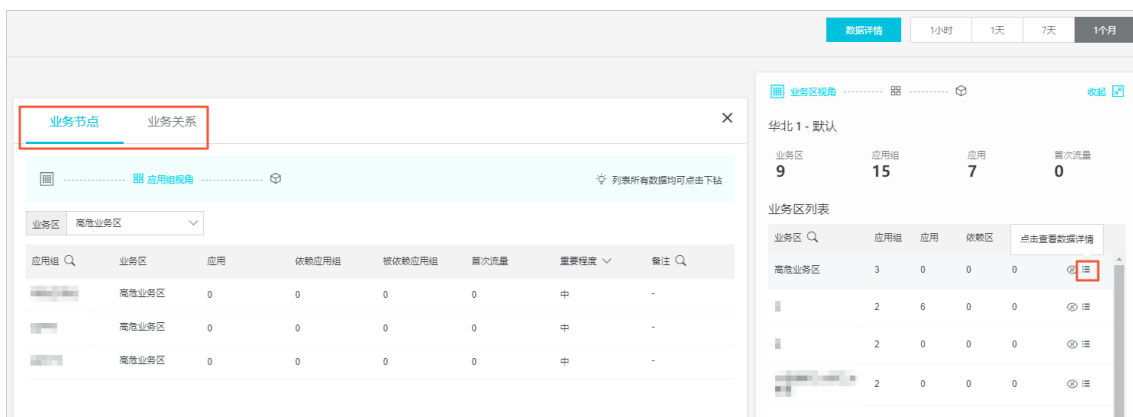 数据详情 1小时 1天 7天 1个月
业务区视角 收起
华北 1 - 默认
业务区 应用组 应用 首次流量
9 15 7 0
业务区列表
业务区 应用组 应用 依赖区 点击查看数据详情
高危业务区 3 0 0 0
2 6 0 0
2 0 0 0
2 0 0 0
业务节点 业务关系
应用组视角 列表所有数据均可点击下钻
业务区 高危业务区
应用组 业务区 应用 依赖应用组 被依赖应用组 首次流量 重要程度 备注
高危业务区 0 0 0 0 中 -
高危业务区 0 0 0 0 中 -
高危业务区 0 0 0 0 中 -